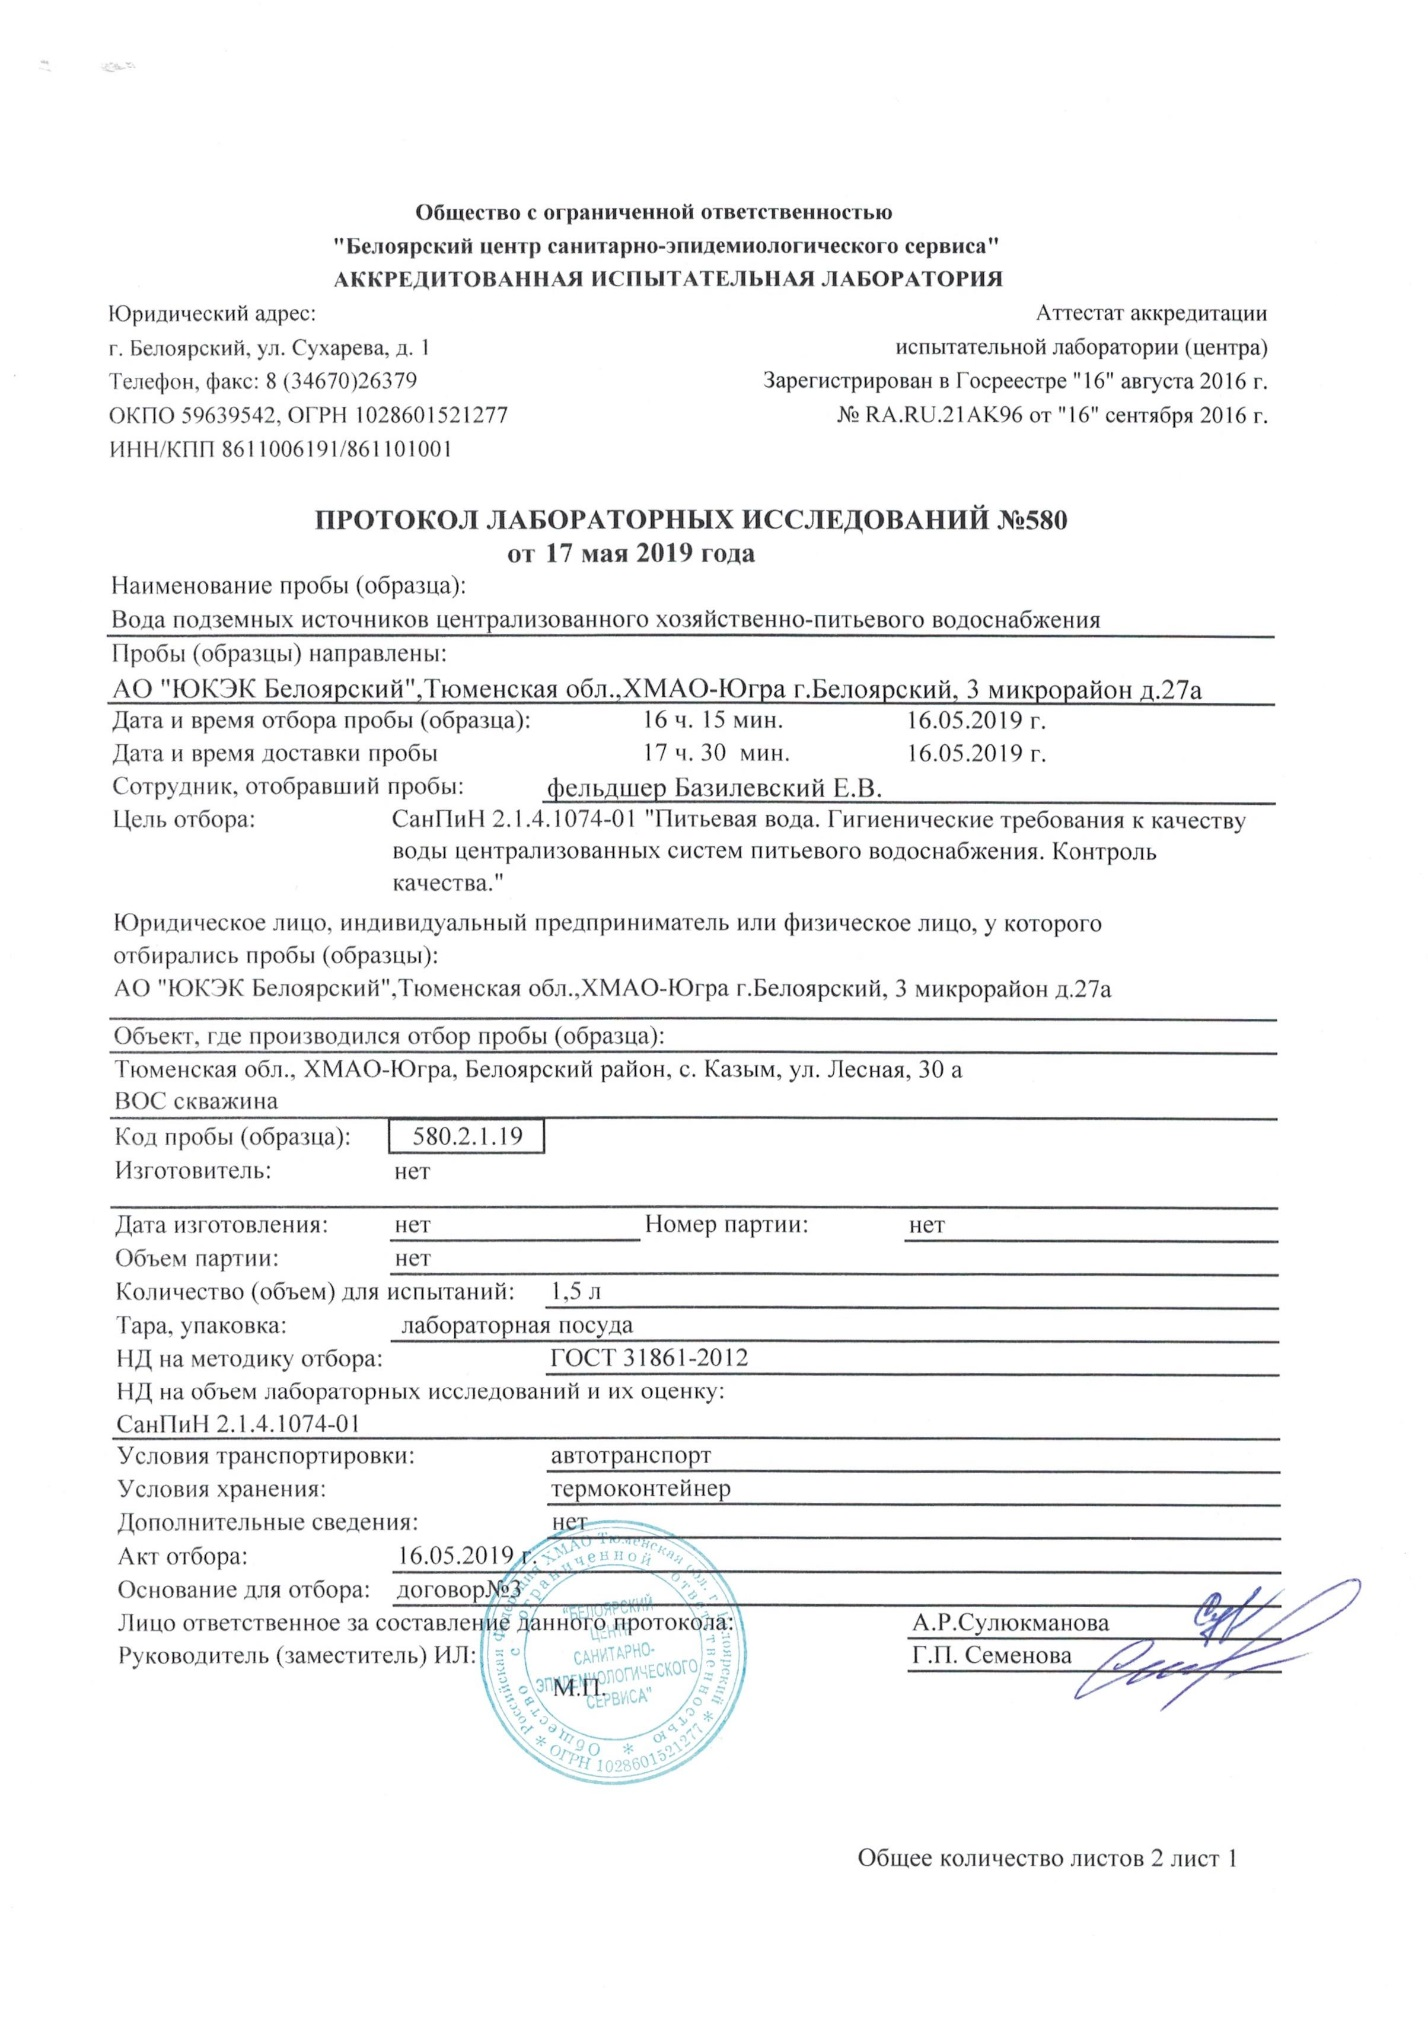 Общество с ограниченной ответственностью
"Белоярский центр санитарно-эпидемиологического сервиса"
АККРЕДИТОВАННАЯ ИСПЫТАТЕЛЬНАЯ ЛАБОРАТОРИЯ
Юридический адрес: Аттестат аккредитации
г. Белоярский, ул. Сухарева, д. 1 испытательной лаборатории (центра)
Телефон, факс: 8 (34670)26379 Зарегистрирован в Госреестре "16" августа 2016 г.
ОКПО 59639542, ОГРН 1028601521277 № RA.RU.21АК96 от "16" сентября 2016 г.
ИНН/КПП 8611006191/861101001
ПРОТОКОЛ ЛАБОРАТОРНЫХ ИССЛЕДОВАНИЙ №580
от 17 мая 2019 года
Наименование пробы (образца):
Вода подземных источников централизованного хозяйственно-питьевого водоснабжения
Пробы (образцы) направлены:
АО "ЮКЭК Белоярский",Тюменская обл.,ХМАО-Югра г.Белоярский, 3 микрорайон д.27а
Дата и время отбора пробы (образца): 16 ч. 15 мин. 16.05.2019 г.
Дата и время доставки пробы 17 ч. 30 мин. 16.05.2019 г.
Сотрудник, отобравший пробы: фельдшер Базилевский Е.В.
Цель отбора: СанПиН 2.1.4.1074-01 "Питьевая вода. Гигиенические требования к качеству
воды централизованных систем питьевого водоснабжения. Контроль
качества."
Юридическое лицо, индивидуальный предприниматель или физическое лицо, у которого
отбирались пробы (образцы):
АО "ЮКЭК Белоярский",Тюменская обл.,ХМАО-Югра г.Белоярский, 3 микрорайон д.27а
Объект, где производился отбор пробы (образца):
Тюменская обл., ХМАО-Югра, Белоярский район, с. Казым, ул. Лесная, 30 а
ВОС скважина
Код пробы (образца): 580.2.1.19
Изготовитель: нет
Дата изготовления: нет Номер партии: нет
Объем партии: нет
Количество (объем) для испытаний: 1,5 л
Тара, упаковка: лабораторная посуда
НД на методику отбора: ГОСТ 31861-2012
НД на объем лабораторных исследований и их оценку:
СанПиН 2.1.4.1074-01
Условия транспортировки: автотранспорт
Условия хранения: термоконтейнер
Дополнительные сведения: нет
Акт отбора: 16.05.2019 г.
Основание для отбора: договор№3
Лицо ответственное за составление данного протокола: А.Р.Сулюкманова
Руководитель (заместитель) ИЛ: Г.П. Семенова
М.П.
Российская Федерация ХМАО Тюменская обл. г. Белоярский * ОГРН 1028601521277 *
Общество с ограниченной ответственностью *
"БЕЛОЯРСКИЙ
ЦЕНТР
САНИТАРНО-
ЭПИДЕМИОЛОГИЧЕСКОГО
СЕРВИСА"
Общее количество листов 2 лист 1